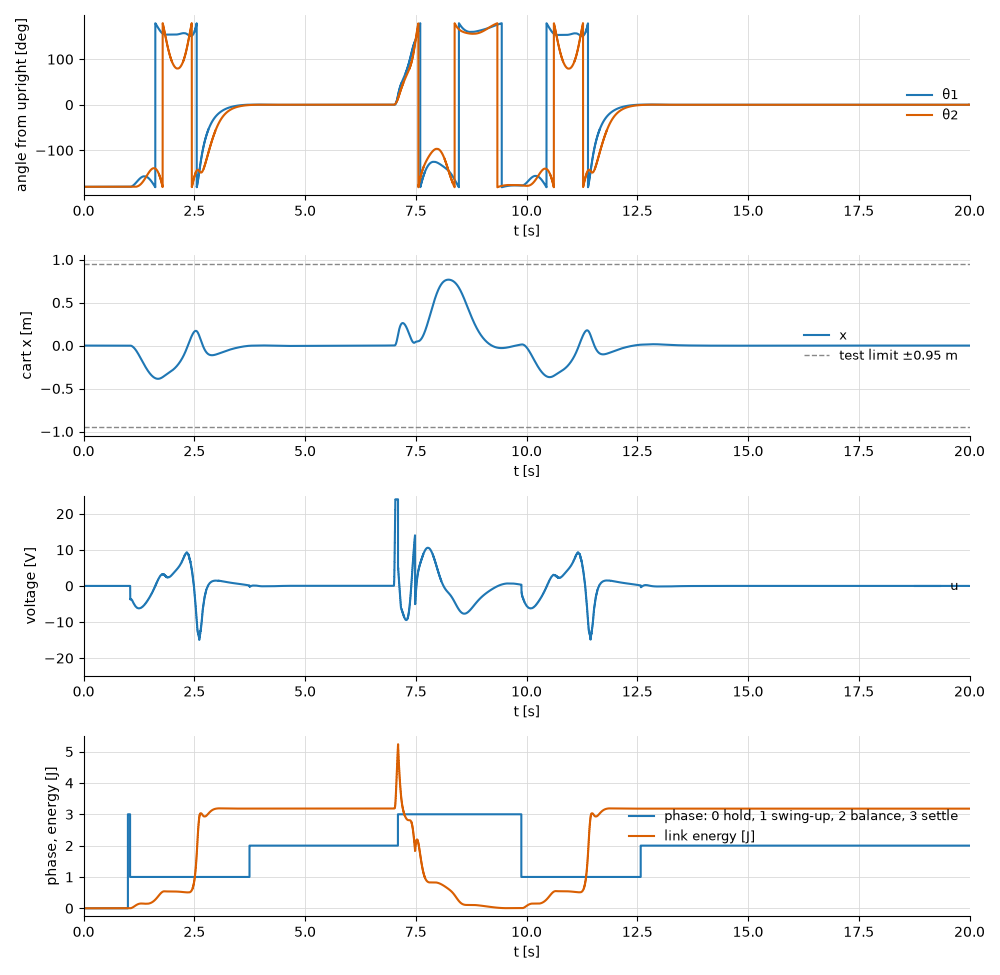 angle from upright [deg]
100
0
−100
θ1
θ2
0.0 2.5 5.0 7.5 10.0 12.5 15.0 17.5 20.0
t [s]
cart x [m]
1.0
0.5
0.0
−0.5
−1.0
x
test limit ±0.95 m
0.0 2.5 5.0 7.5 10.0 12.5 15.0 17.5 20.0
t [s]
voltage [V]
20
10
0
−10
−20
u
0.0 2.5 5.0 7.5 10.0 12.5 15.0 17.5 20.0
t [s]
phase, energy [J]
5
4
3
2
1
0
phase: 0 hold, 1 swing-up, 2 balance, 3 settle
link energy [J]
0.0 2.5 5.0 7.5 10.0 12.5 15.0 17.5 20.0
t [s]